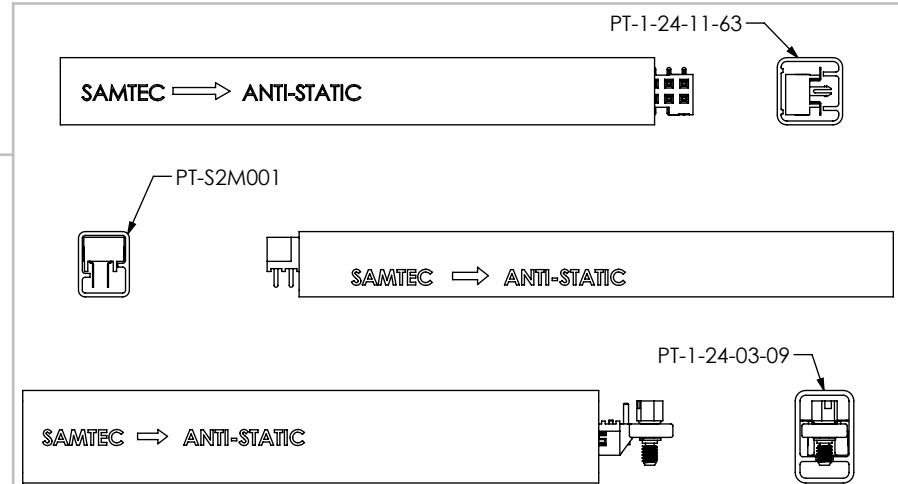 PT-1-24-11-63
SAMTEC ANTI-STATIC
PT-S2M001
SAMTEC ANTI-STATIC
PT-1-24-03-09
SAMTEC ANTI-STATIC